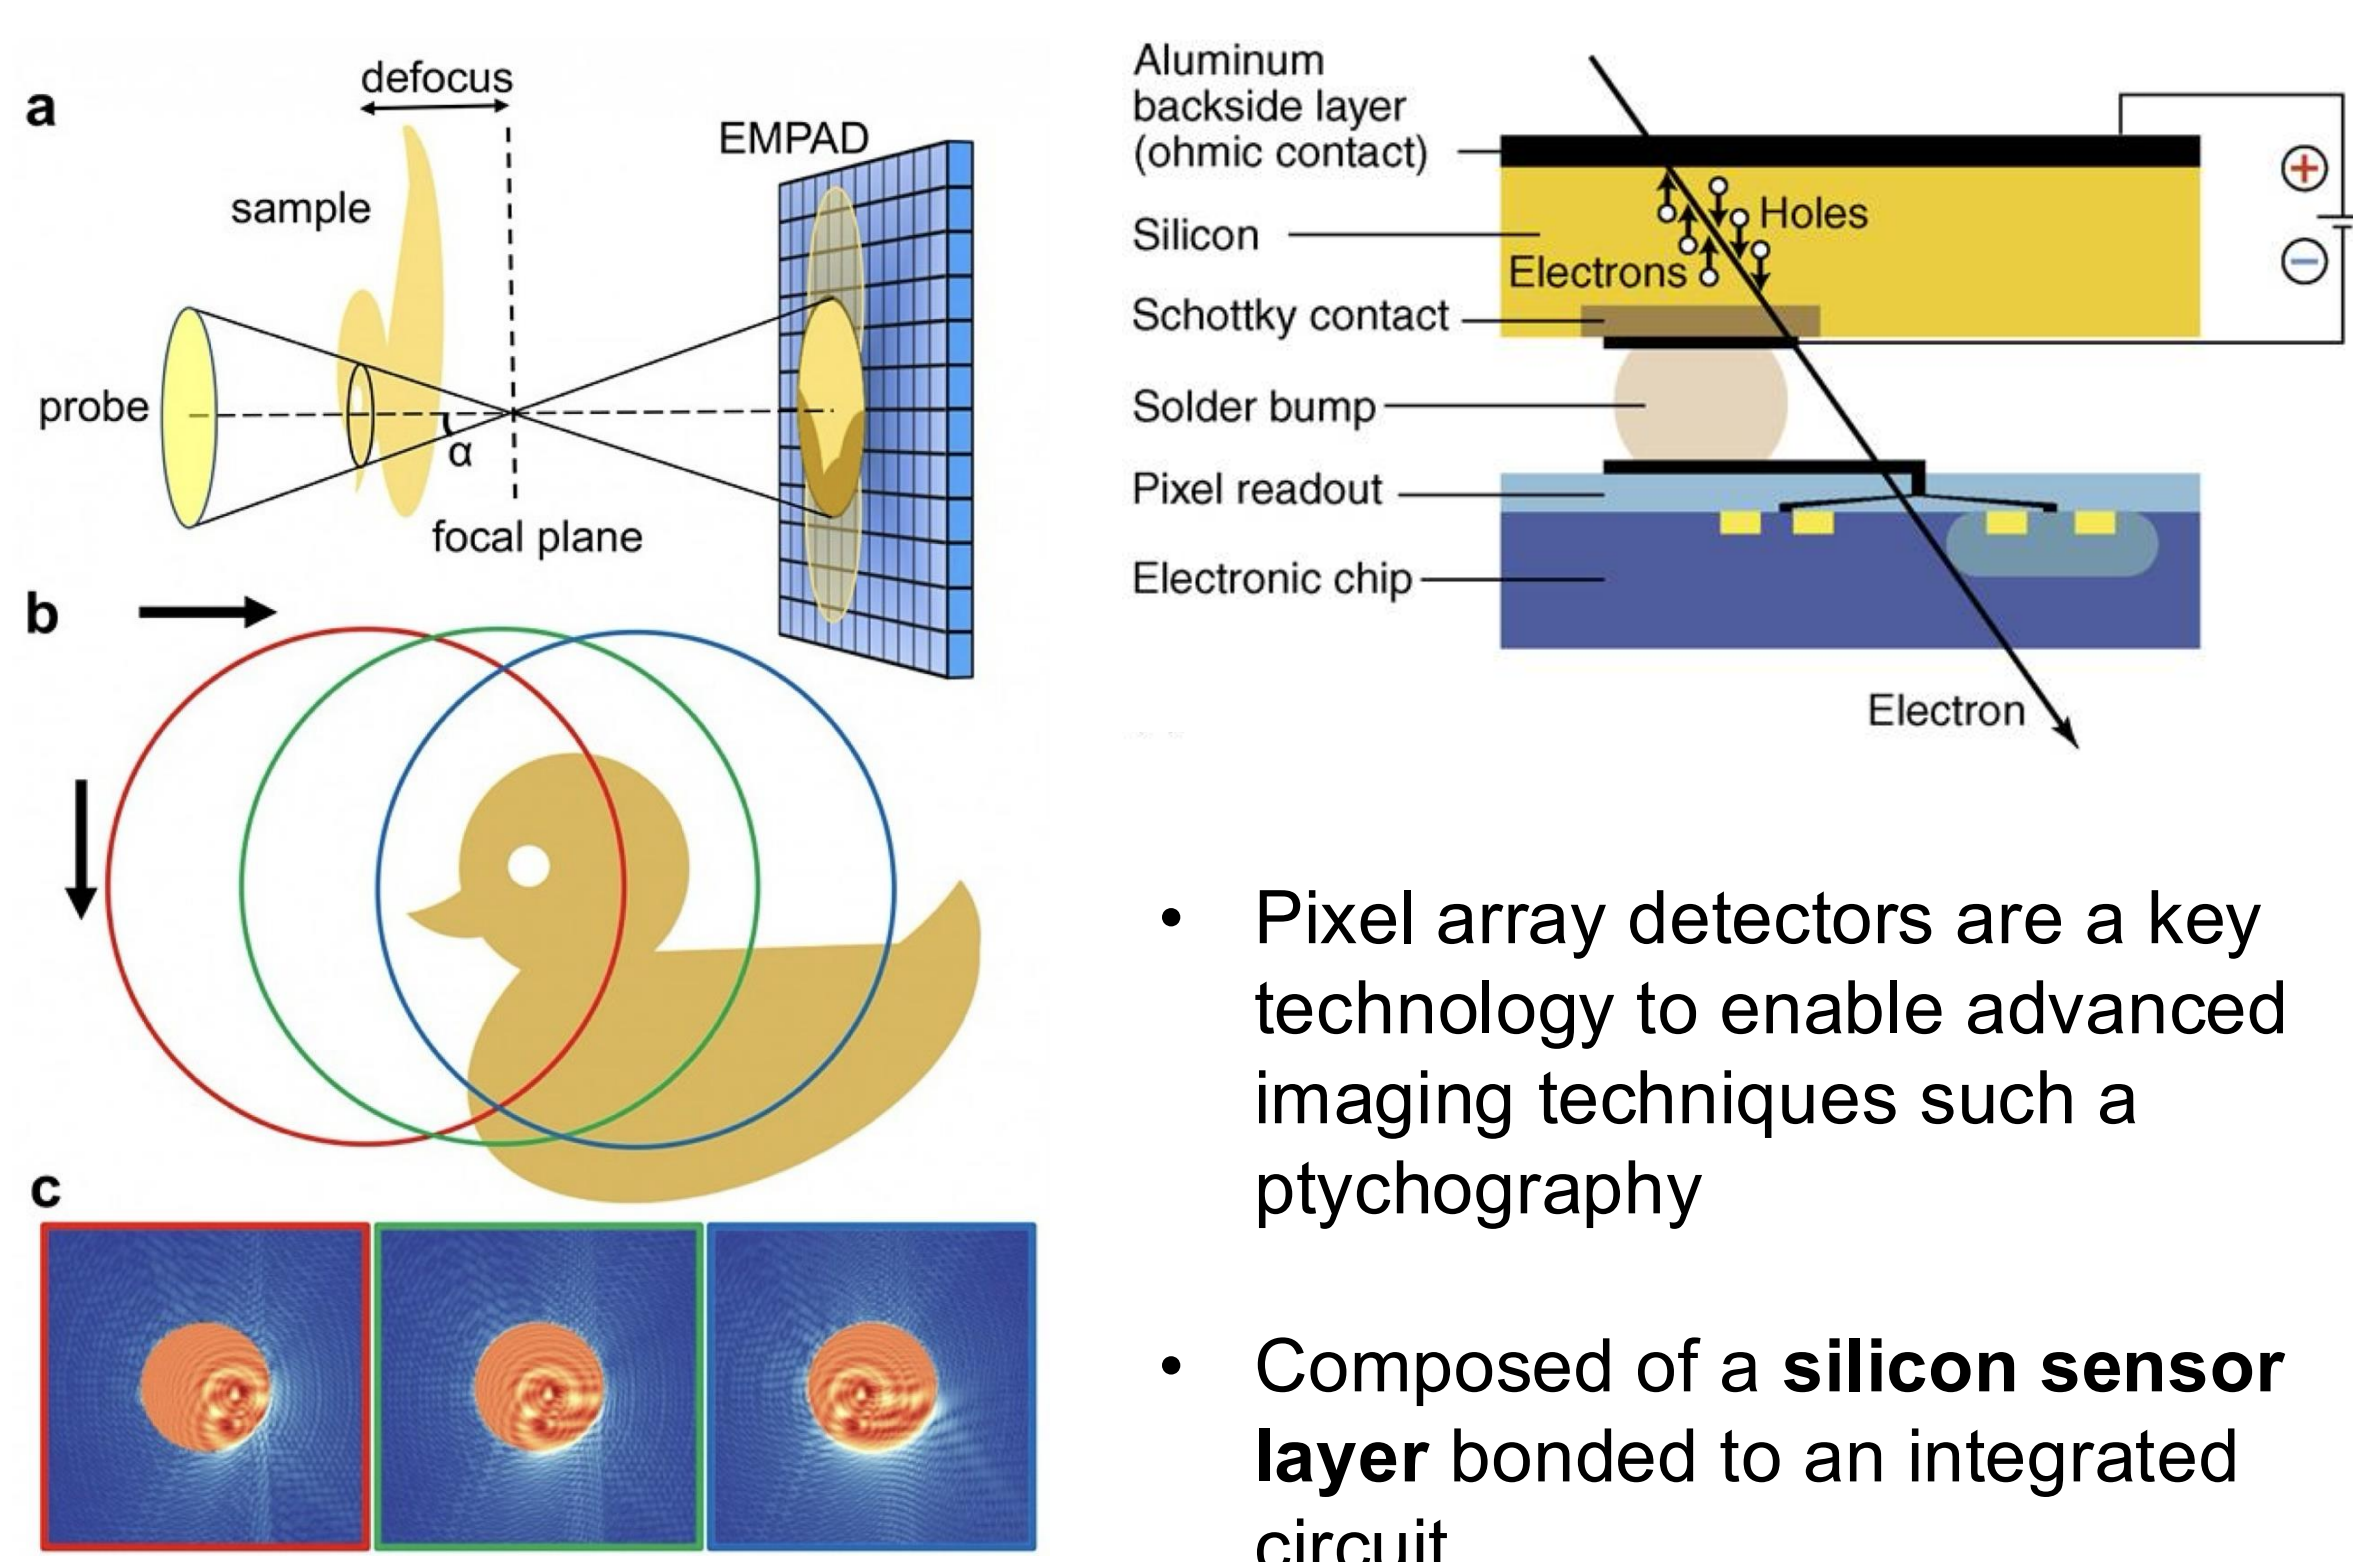 a
defocus
EMPAD
sample
probe
α
focal plane
b
c
Aluminum
backside layer
(ohmic contact)
Silicon
Holes
Electrons
Schottky contact
Solder bump
Pixel readout
Electronic chip
Electron
+
−
• Pixel array detectors are a key
technology to enable advanced
imaging techniques such a
ptychography
• Composed of a silicon sensor
layer bonded to an integrated
circuit